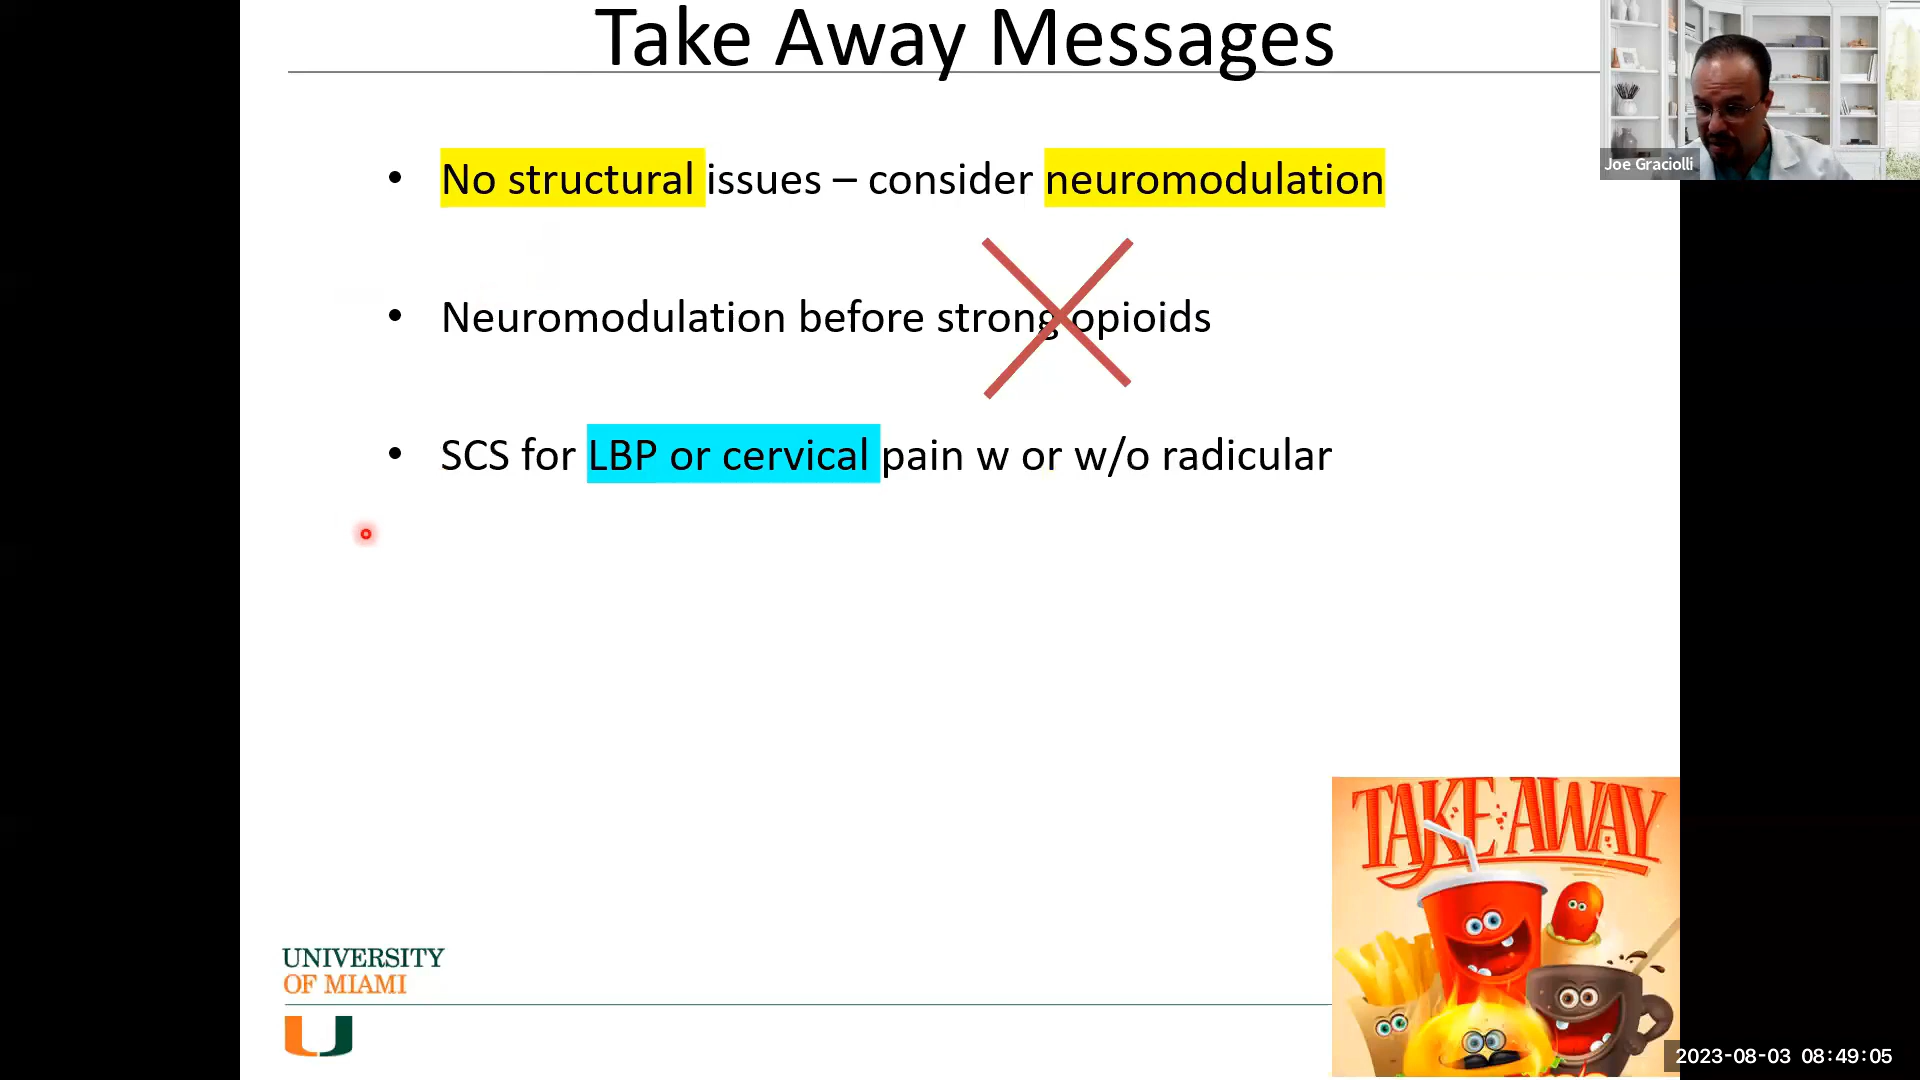 Take Away Messages
Joe Graciolli
• No structural issues – consider neuromodulation
• Neuromodulation before strong opioids
• SCS for LBP or cervical pain w or w/o radicular
TAKE AWAY
UNIVERSITY
OF MIAMI
2023-08-03 08:49:05